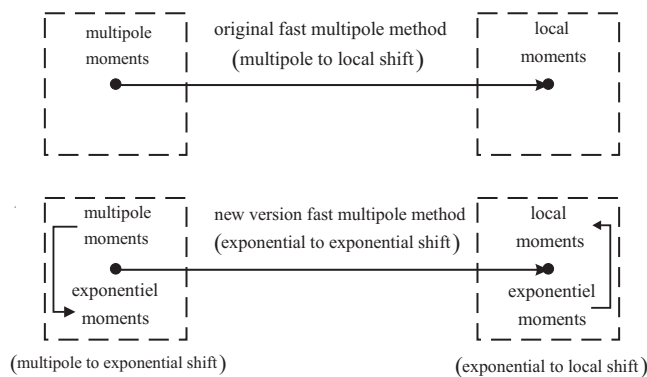 multipole
moments
original fast multipole method
(multipole to local shift)
local
moments
multipole
moments
exponentiel
moments
new version fast multipole method
(exponential to exponential shift)
local
moments
exponentiel
moments
(multipole to exponential shift)
(exponential to local shift)